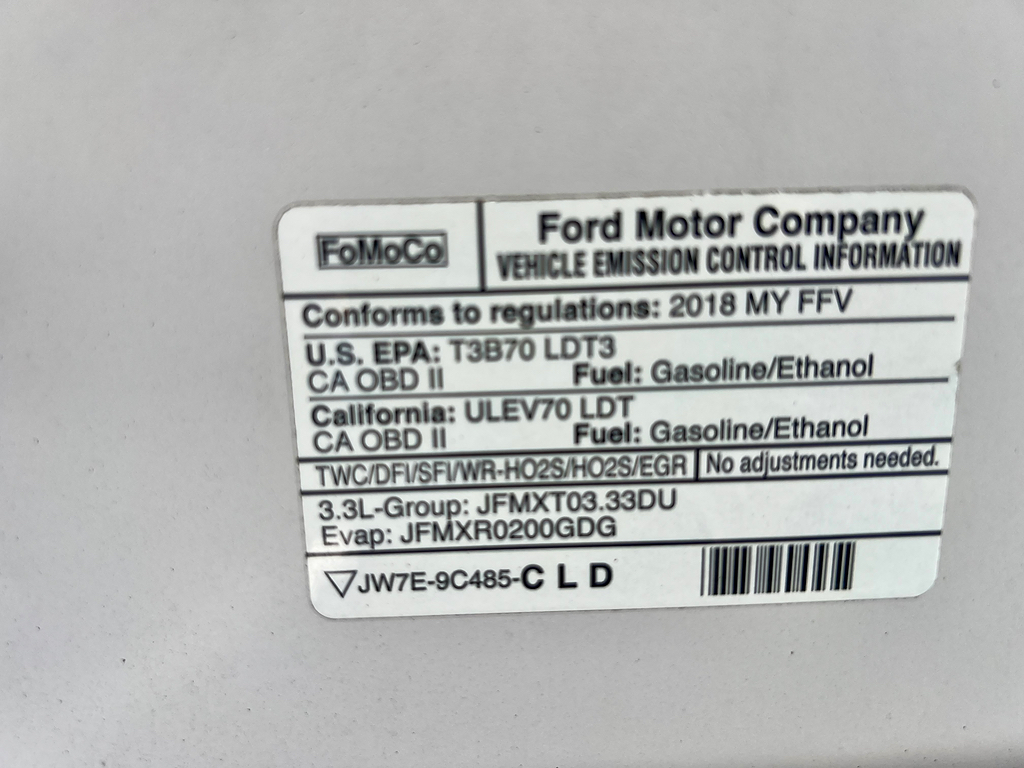 FoMoCo
Ford Motor Company
VEHICLE EMISSION CONTROL INFORMATION
Conforms to regulations: 2018 MY FFV
U.S. EPA: T3B70 LDT3
CA OBD II Fuel: Gasoline/Ethanol
California: ULEV70 LDT
CA OBD II Fuel: Gasoline/Ethanol
TWC/DFI/SFI/WR-HO2S/HO2S/EGR No adjustments needed.
3.3L-Group: JFMXT03.33DU
Evap: JFMXR0200GDG
JW7E-9C485-C L D